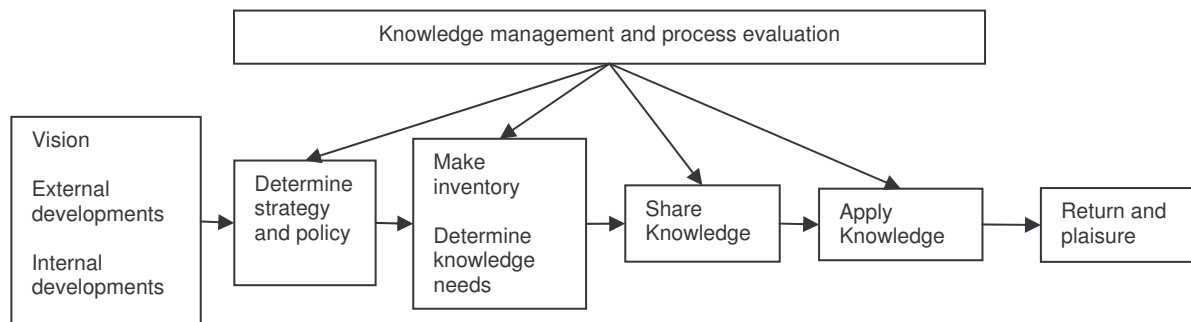 Knowledge management and process evaluation
Vision
External
developments
Internal
developments
Determine
strategy
and policy
Make
inventory
Determine
knowledge
needs
Share
Knowledge
Apply
Knowledge
Return and
plaisure